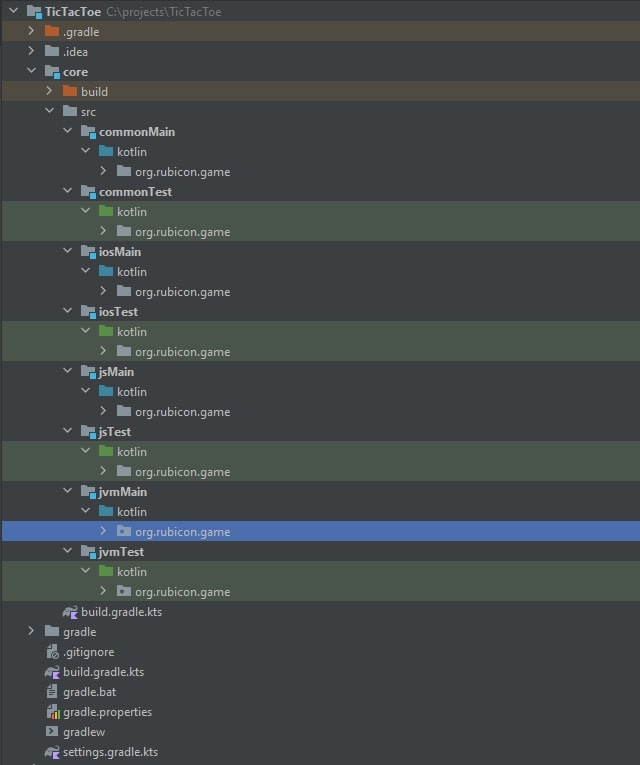 TicTacToe C:\projects\TicTacToe
.gradle
.idea
core
build
src
commonMain
kotlin
org.rubicon.game
commonTest
kotlin
org.rubicon.game
iosMain
kotlin
org.rubicon.game
iosTest
kotlin
org.rubicon.game
jsMain
kotlin
org.rubicon.game
jsTest
kotlin
org.rubicon.game
jvmMain
kotlin
org.rubicon.game
jvmTest
kotlin
org.rubicon.game
build.gradle.kts
gradle
.gitignore
build.gradle.kts
gradle.bat
gradle.properties
gradlew
settings.gradle.kts